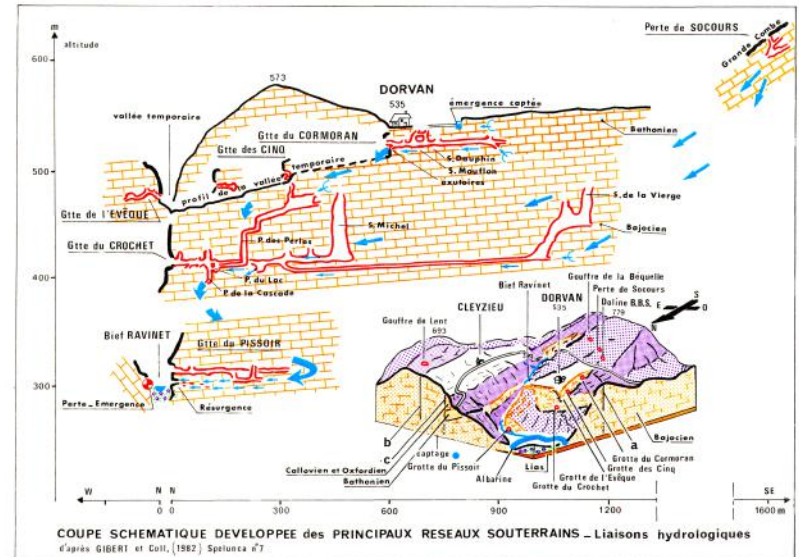 m
altitude
600
500
400
300
Perte de SOCOURS
Grande Combe
573
DORVAN
535
émergence captée
vallée temporaire
Gtte du CORMORAN
Gtte des CINQ
Bathonien
profil de la vallée temporaire
S. Dauphin
S. Mouflon
exutoires
S. de la Vierge
Gtte de l'EVÊQUE
S. Michel
Bajocien
P. des Perles
Gtte du CROCHET
P. du Lac
P. de la Cascade
Gouffre de la Béquelle
Perte de Socours
Doline B.B.S.
779
Bief Ravinet
DORVAN
535
CLEYZIEU
Gouffre de Lent
693
S
E
O
N
Bief RAVINET
Gtte du PISSOIR
Perte_Emergence
Résurgence
b
c
a
captage
Callovien et Oxfordien
Bathonien
Grotte du Pissoir
Albarine
Lias
Bajocien
Grotte du Cormoran
Grotte des Cinq
Grotte de l'Evêque
Grotte du Crochet
W N N SE
0 0 300 600 900 1200 1600 m
COUPE SCHEMATIQUE DEVELOPPEE des PRINCIPAUX RESEAUX SOUTERRAINS _ Liaisons hydrologiques
d'après GIBERT et Coll, (1982) Spelunca n°7